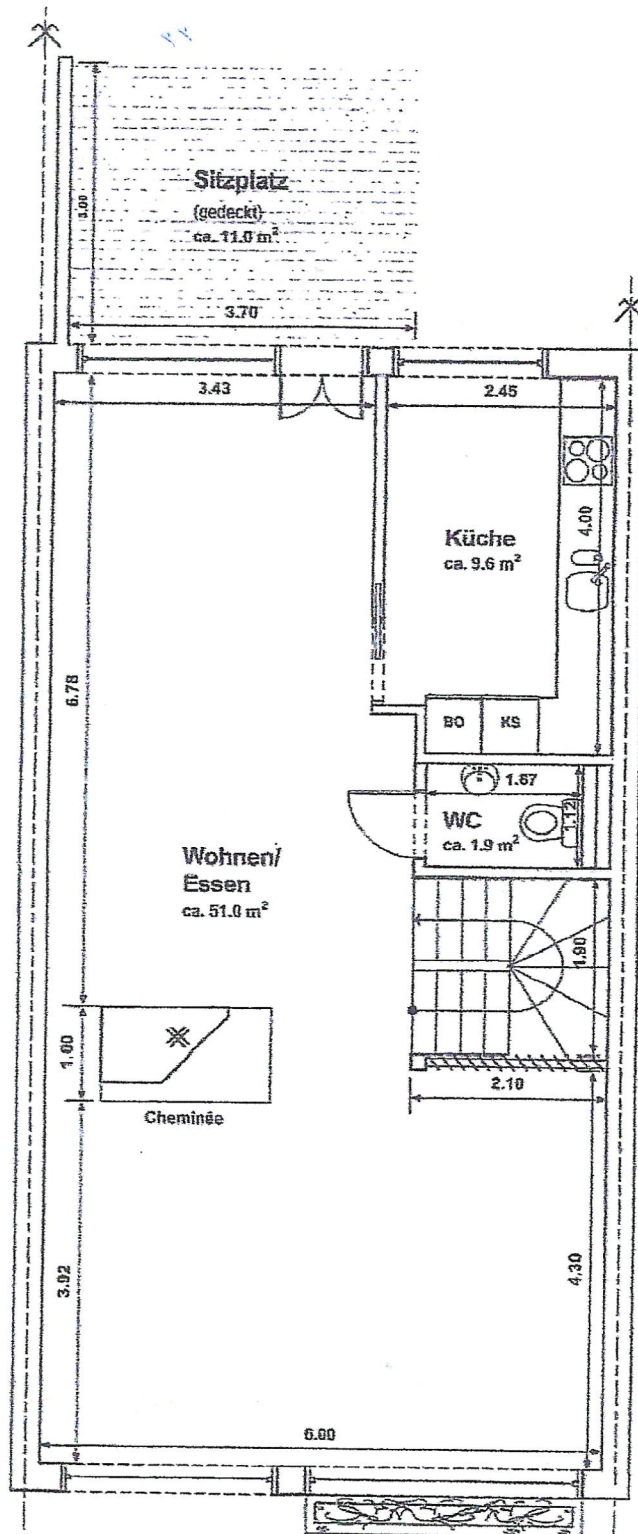 Sitzplatz
(gedeckt)
ca. 11.0 m²
3.00
3.70
3.43
2.45
Küche
ca. 9.6 m²
4.00
6.78
BO
KS
1.67
WC
ca. 1.9 m²
1.12
Wohnen/
Essen
ca. 51.0 m²
1.90
1.00
Cheminée
2.10
3.92
4.30
6.00